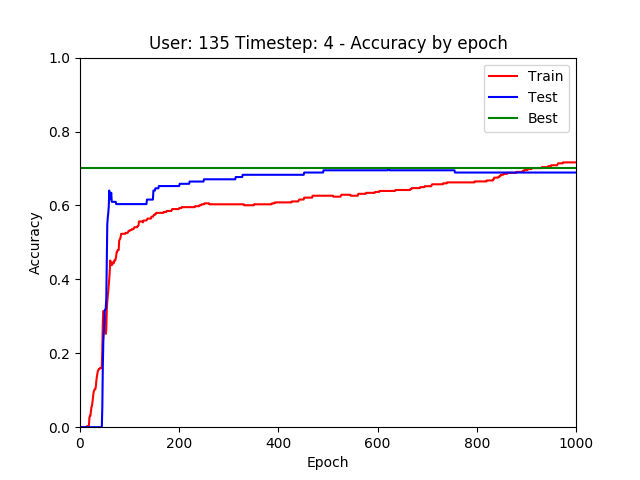 User: 135 Timestep: 4 - Accuracy by epoch
1.0
0.8
0.6
0.4
0.2
0.0
Accuracy
Train
Test
Best
0 200 400 600 800 1000
Epoch